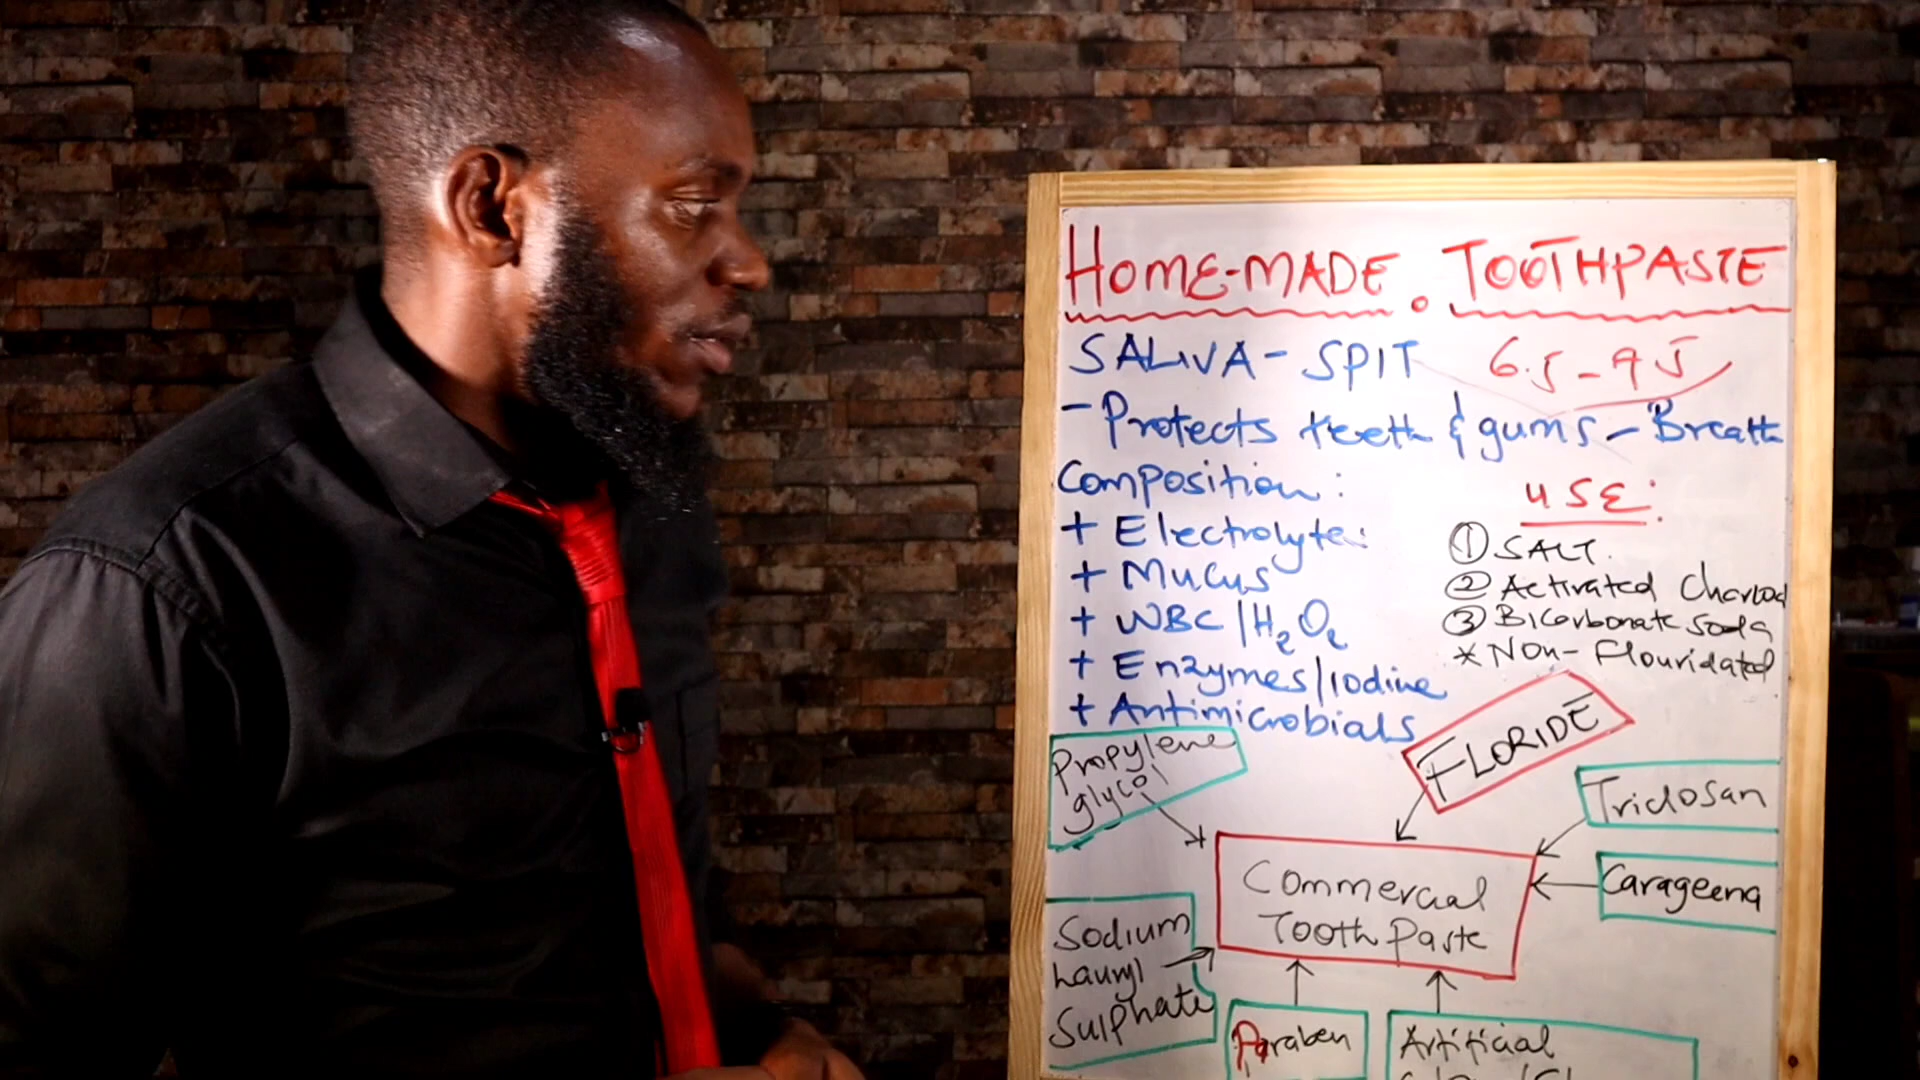 HOME-MADE. TOOTHPASTE
SALIVA - SPIT 6.5 - 9.5
- Protects teeth & gums - Breath
Composition:
+ Electrolytes
+ Mucus
+ WBC/H2O2
+ Enzymes/Iodine
+ Antimicrobials
USE:
① SALT.
② Activated Charcoal
③ Bicarbonate Soda
* Non-Flouridated
Propylene
glycol
FLORIDE
Triclosan
Carageena
Commercial
Tooth Paste
Sodium
Lauryl
Sulphate
Paraben
Artificial